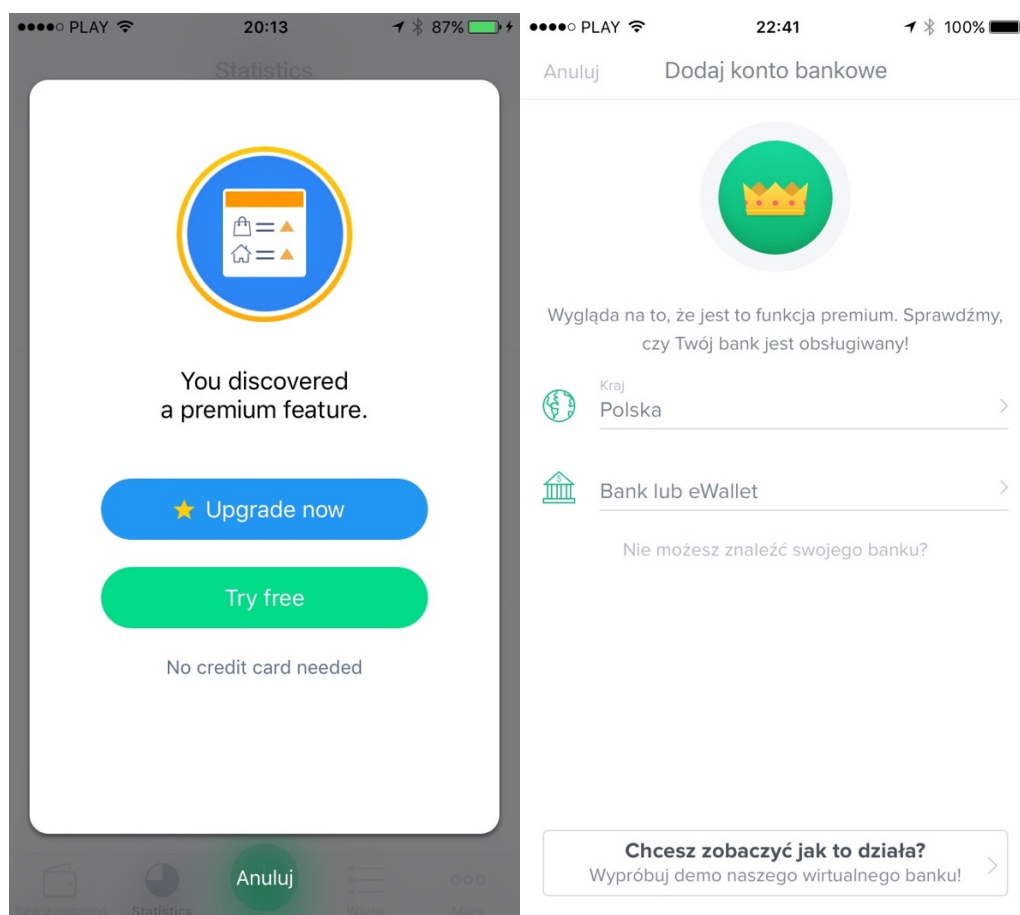 PLAY 20:13 87%
Statistics
You discovered
a premium feature.
Upgrade now
Try free
No credit card needed
Anuluj
Statistics
Wpisy
More
PLAY 22:41 100%
Anuluj
Dodaj konto bankowe
Wygląda na to, że jest to funkcja premium. Sprawdźmy,
czy Twój bank jest obsługiwany!
Kraj
Polska
Bank lub eWallet
Nie możesz znaleźć swojego banku?
Chcesz zobaczyć jak to działa?
Wypróbuj demo naszego wirtualnego banku!